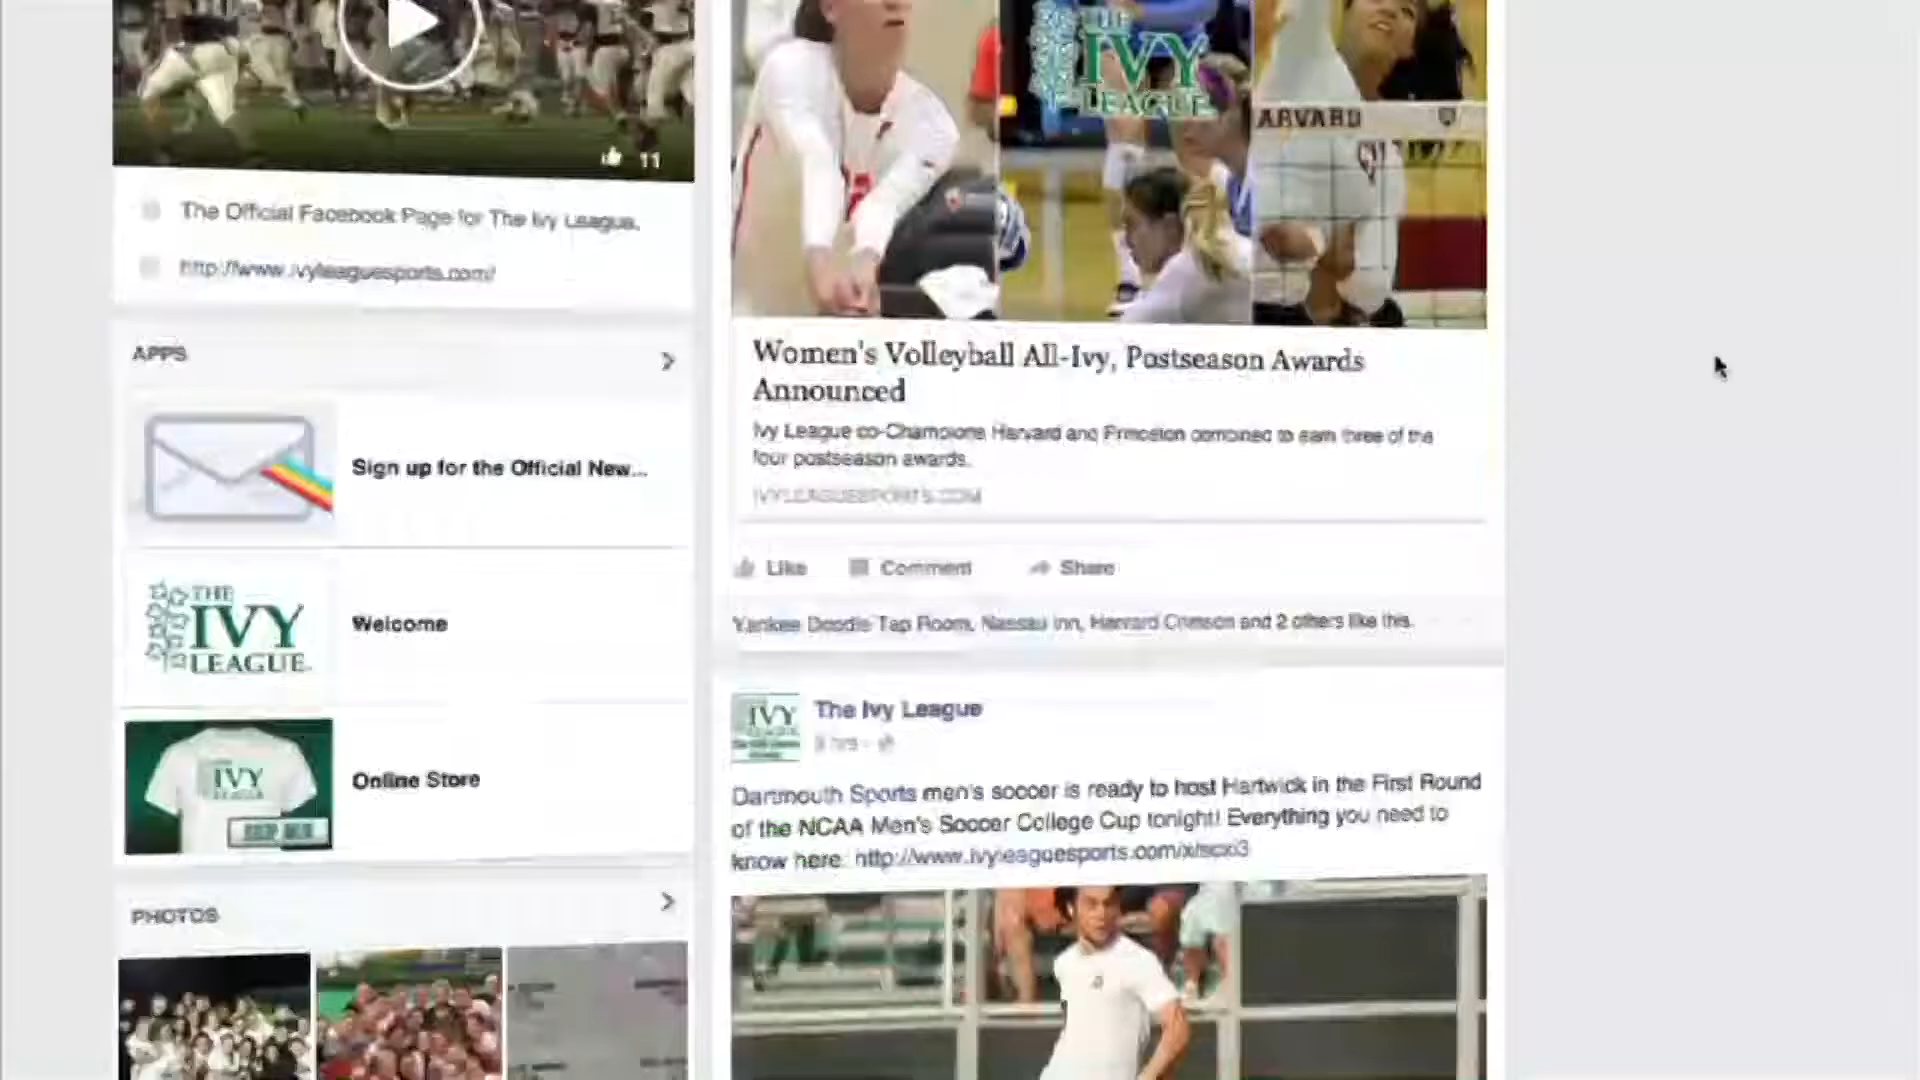 11
The Official Facebook Page for The Ivy League.
http://www.ivyleaguesports.com/
APPS
Sign up for the Official New...
THE
IVY
LEAGUE
Welcome
IVY
LEAGUE
Online Store
PHOTOS
THE
IVY
LEAGUE
ARVARD
Women's Volleyball All-Ivy, Postseason Awards
Announced
Ivy League co-Champions Harvard and Princeton combined to earn three of the
four postseason awards.
IVYLEAGUESPORTS.COM
Like Comment Share
Yankee Doodle Tap Room, Nassau Inn, Harvard Crimson and 2 others like this.
IVY
LEAGUE
The Ivy League
Dartmouth Sports men's soccer is ready to host Hartwick in the First Round
of the NCAA Men's Soccer College Cup tonight! Everything you need to
know here: